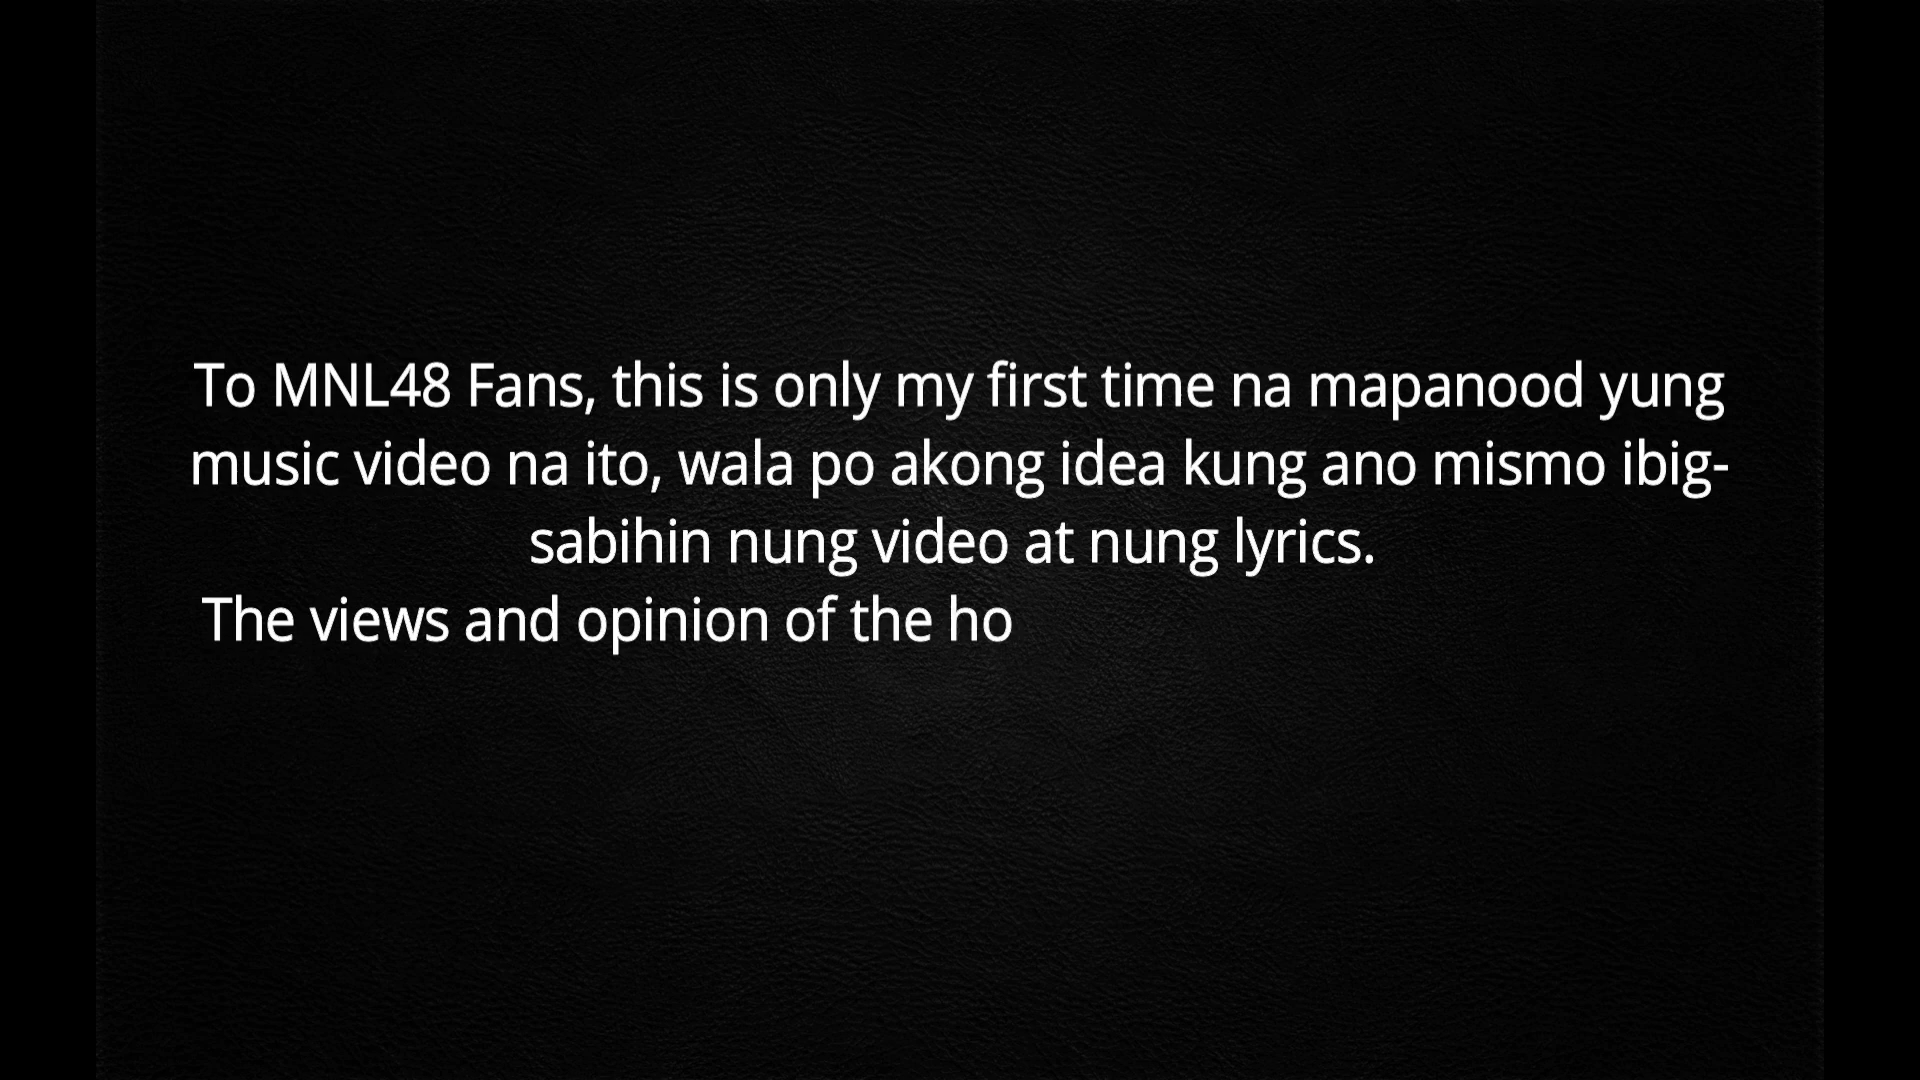 To MNL48 Fans, this is only my first time na mapanood yung
music video na ito, wala po akong idea kung ano mismo ibig-
sabihin nung video at nung lyrics.
The views and opinion of the ho